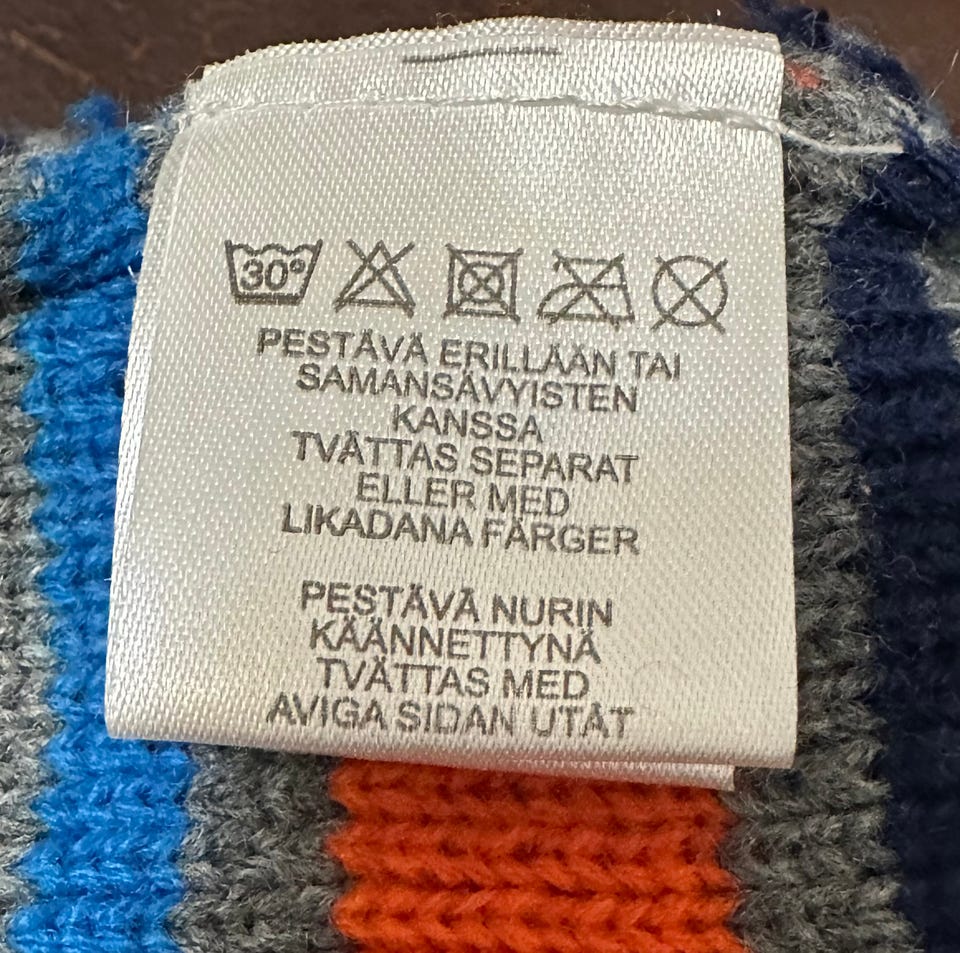 30°
PESTÄVÄ ERILLÄÄN TAI
SAMANSÄVYISTEN
KANSSA
TVÄTTAS SEPARAT
ELLER MED
LIKADANA FÄRGER
PESTÄVÄ NURIN
KÄÄNNETTYNÄ
TVÄTTAS MED
AVIGA SIDAN UTÅT